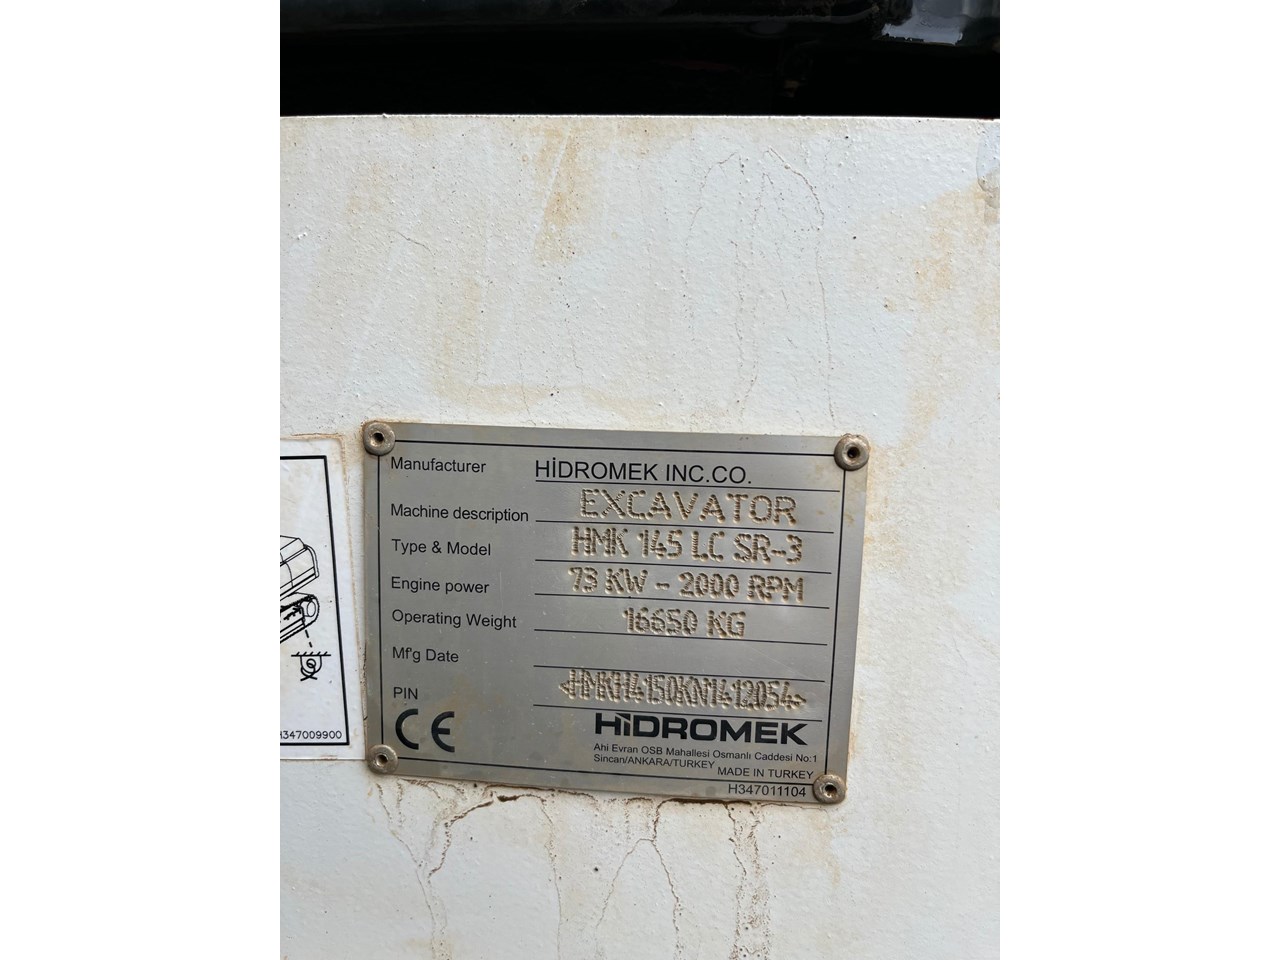 Manufacturer HİDROMEK INC.CO.
Machine description EXCAVATOR
Type & Model HMK 145 LC SR-3
Engine power 73 KW - 2000 RPM
Operating Weight 16650 KG
Mf'g Date
PIN <HMKH4150KN1412054>
CE
HİDROMEK
Ahi Evran OSB Mahallesi Osmanlı Caddesi No:1
Sincan/ANKARA/TURKEY
MADE IN TURKEY
H347011104
H347009900